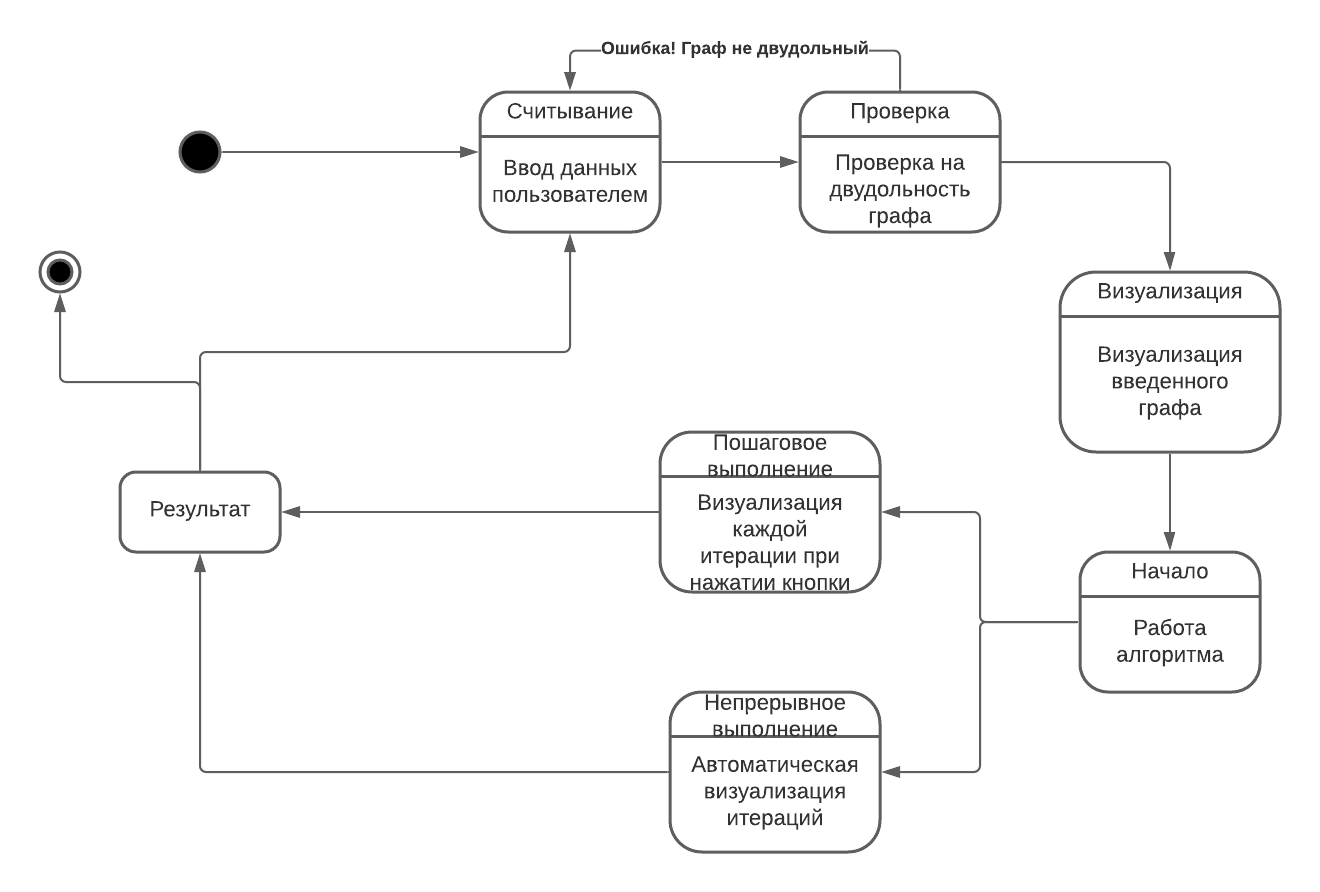 Ошибка! Граф не двудольный
Считывание
Ввод данных
пользователем
Проверка
Проверка на
двудольность
графа
Визуализация
Визуализация
введенного
графа
Пошаговое
выполнение
Визуализация
каждой
итерации при
нажатии кнопки
Результат
Начало
Работа
алгоритма
Непрерывное
выполнение
Автоматическая
визуализация
итераций